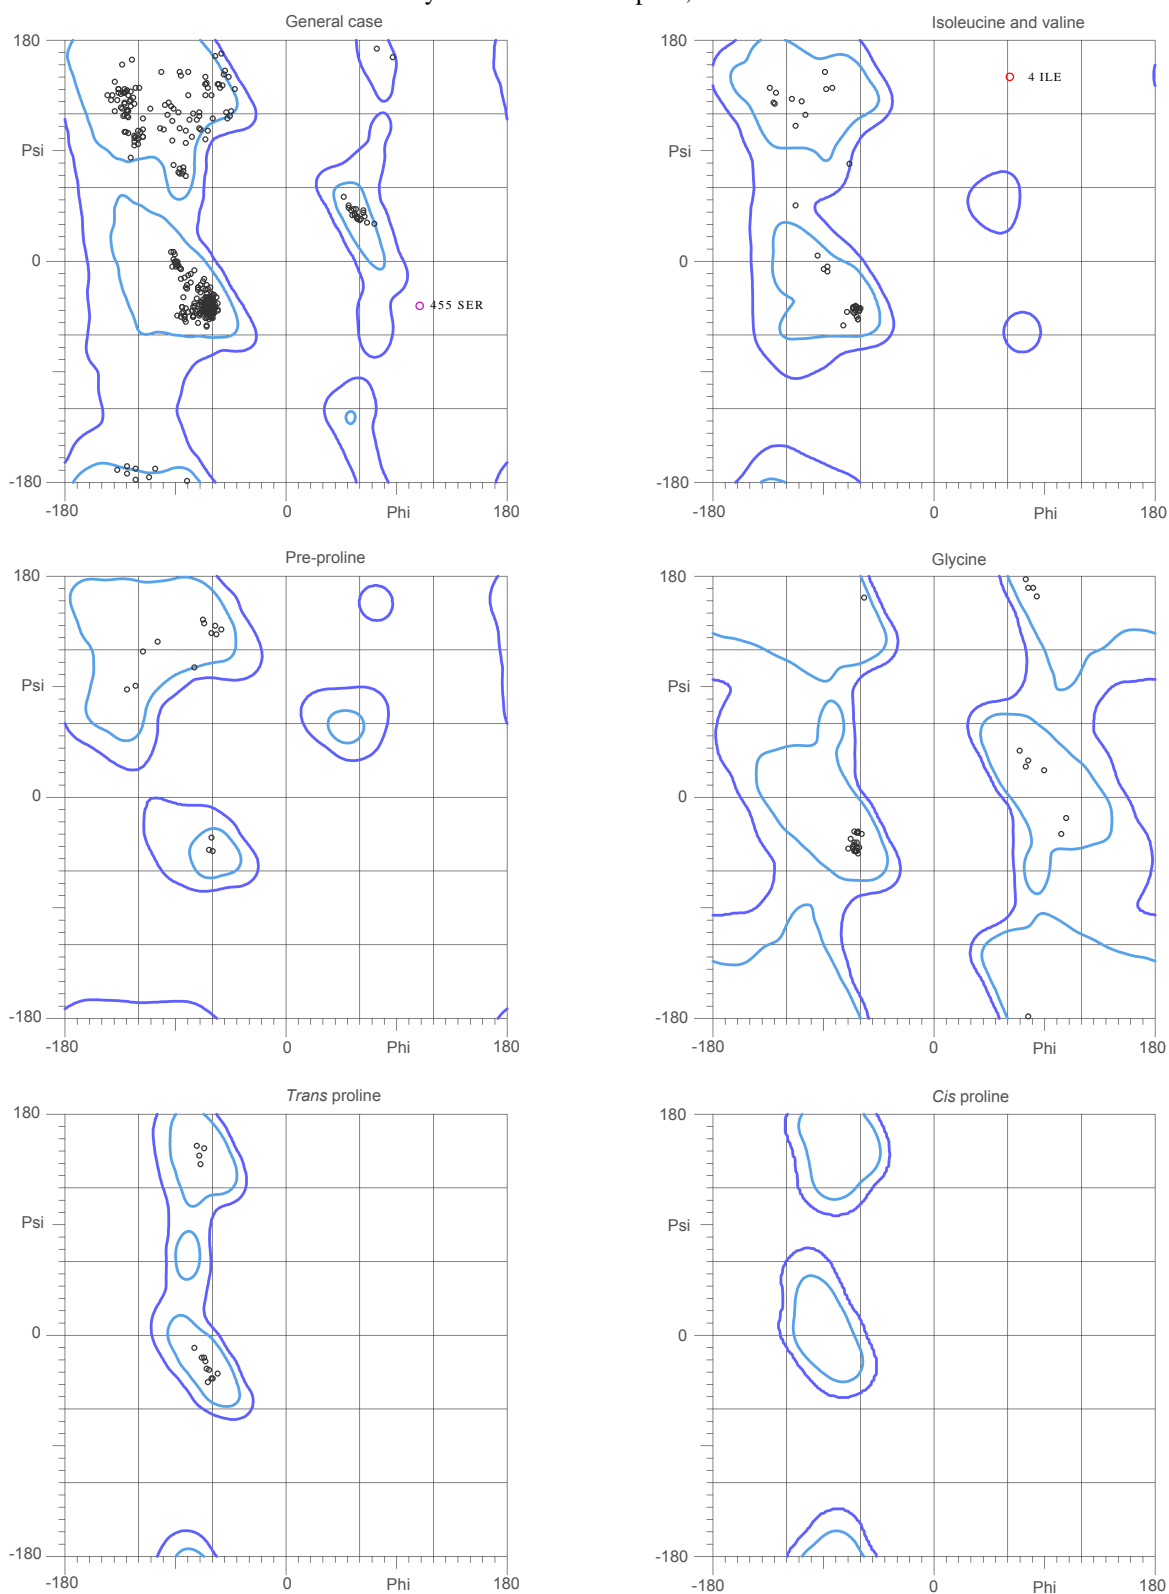 General case
Isoleucine and valine
180
180
4 ILE
Psi
Psi
0
0
455 SER
-180
-180
-180
0
Phi
180
-180
0
Phi
180
Pre-proline
Glycine
180
180
Psi
Psi
0
0
-180
-180
-180
0
Phi
180
-180
0
Phi
180
Trans proline
Cis proline
180
180
Psi
Psi
0
0
-180
-180
-180
0
Phi
180
-180
0
Phi
180